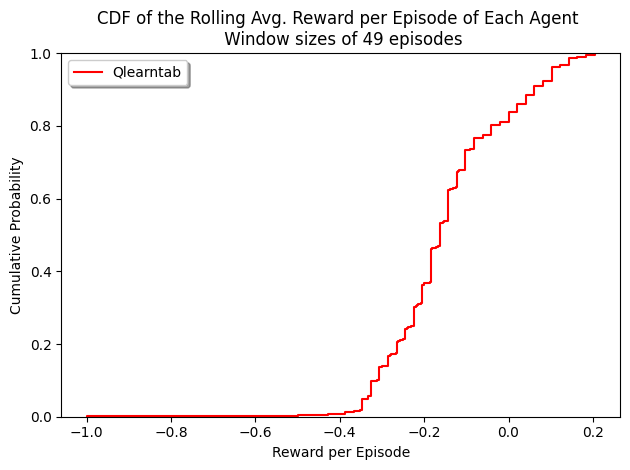 CDF of the Rolling Avg. Reward per Episode of Each Agent
Window sizes of 49 episodes
Qlearntab
1.0
0.8
0.6
0.4
0.2
0.0
Cumulative Probability
−1.0 −0.8 −0.6 −0.4 −0.2 0.0 0.2
Reward per Episode